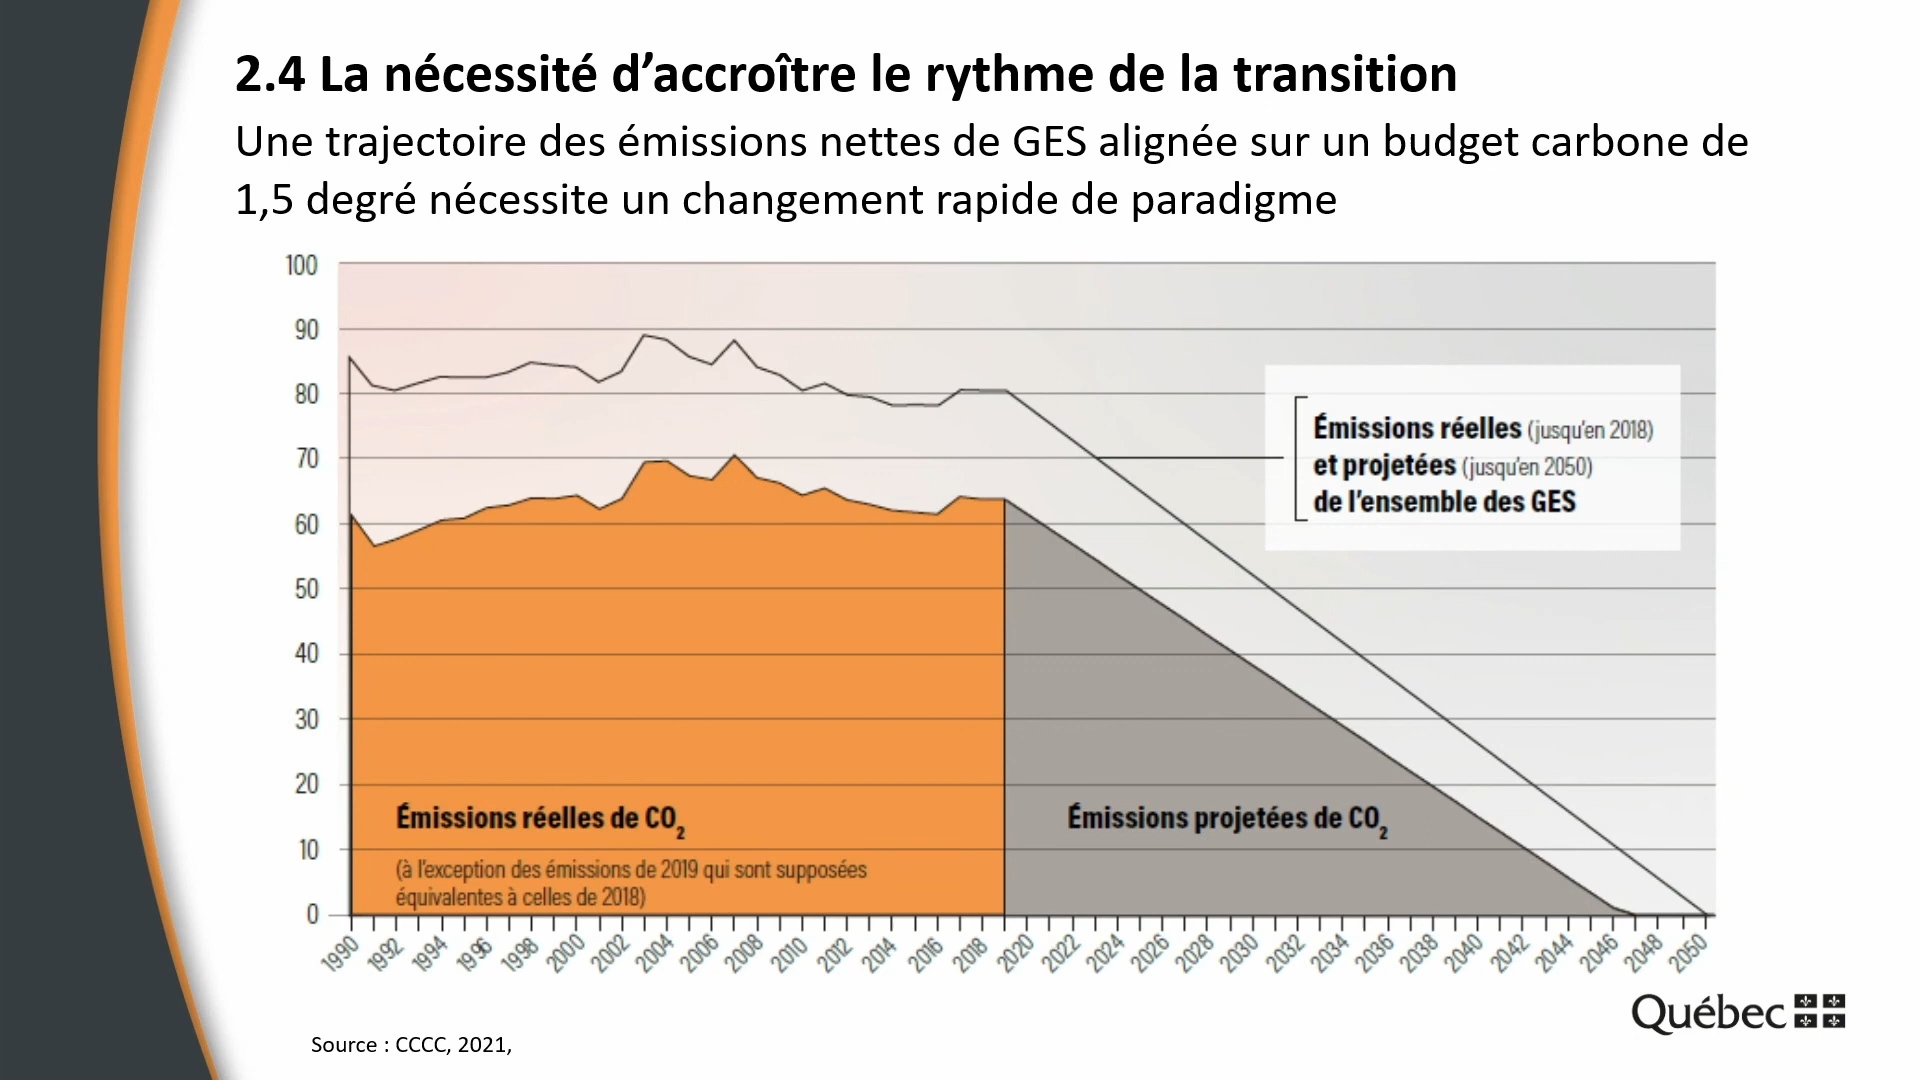 2.4 La nécessité d’accroître le rythme de la transition
Une trajectoire des émissions nettes de GES alignée sur un budget carbone de
1,5 degré nécessite un changement rapide de paradigme
100
90
80
70
60
50
40
30
20
10
0
Émissions réelles (jusqu'en 2018)
et projetées (jusqu'en 2050)
de l'ensemble des GES
Émissions réelles de CO₂
(à l'exception des émissions de 2019 qui sont supposées
équivalentes à celles de 2018)
Émissions projetées de CO₂
1990 1992 1994 1996 1998 2000 2002 2004 2006 2008 2010 2012 2014 2016 2018 2020 2022 2024 2026 2028 2030 2032 2034 2036 2038 2040 2042 2044 2046 2048 2050
Québec
Source : CCCC, 2021,